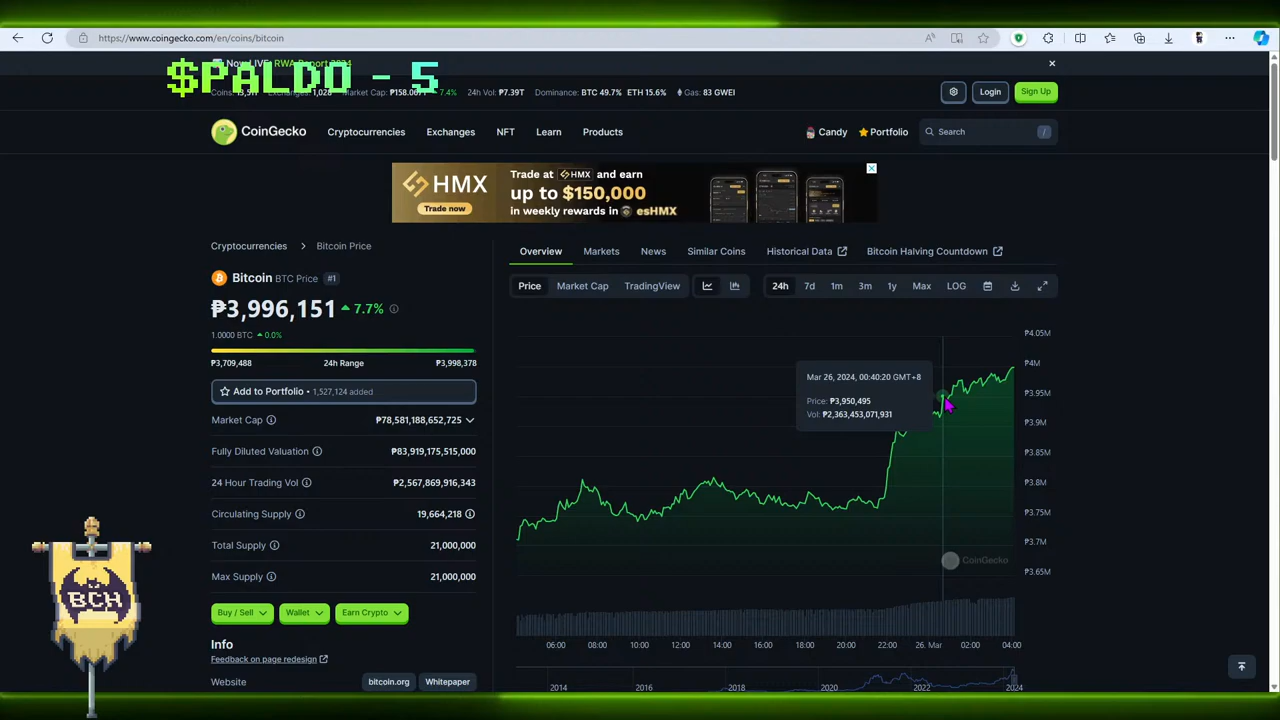 https://www.coingecko.com/en/coins/bitcoin
Now LIVE: RWA Report 2024
$PALDO - 5
24h Vol: ₱7.39T Dominance: BTC 49.7% ETH 15.6% Gas: 83 GWEI
Login
Sign Up
CoinGecko
Cryptocurrencies
Exchanges
NFT
Learn
Products
Candy
Portfolio
Search
/
HMX
Trade now
Trade at HMX and earn
up to $150,000
in weekly rewards in esHMX
Cryptocurrencies > Bitcoin Price
Bitcoin BTC Price #1
₱3,996,151 7.7%
1.0000 BTC 0.0%
₱3,709,488 24h Range ₱3,998,378
Add to Portfolio • 1,527,124 added
Market Cap ₱78,581,188,652,725
Fully Diluted Valuation ₱83,919,175,515,000
24 Hour Trading Vol ₱2,567,869,916,343
Circulating Supply 19,664,218
Total Supply 21,000,000
Max Supply 21,000,000
Buy / Sell
Wallet
Earn Crypto
Info
Feedback on page redesign
Website bitcoin.org Whitepaper
Overview Markets News Similar Coins Historical Data Bitcoin Halving Countdown
Price Market Cap TradingView
24h 7d 1m 3m 1y Max LOG
Mar 26, 2024, 00:40:20 GMT+8
Price: ₱3,950,495
Vol: ₱2,363,453,071,931
₱4.05M
₱4M
₱3.95M
₱3.9M
₱3.85M
₱3.8M
₱3.75M
₱3.7M
₱3.65M
CoinGecko
06:00 08:00 10:00 12:00 14:00 16:00 18:00 20:00 22:00 26. Mar 02:00 04:00
2014 2016 2018 2020 2022 2024
BCH